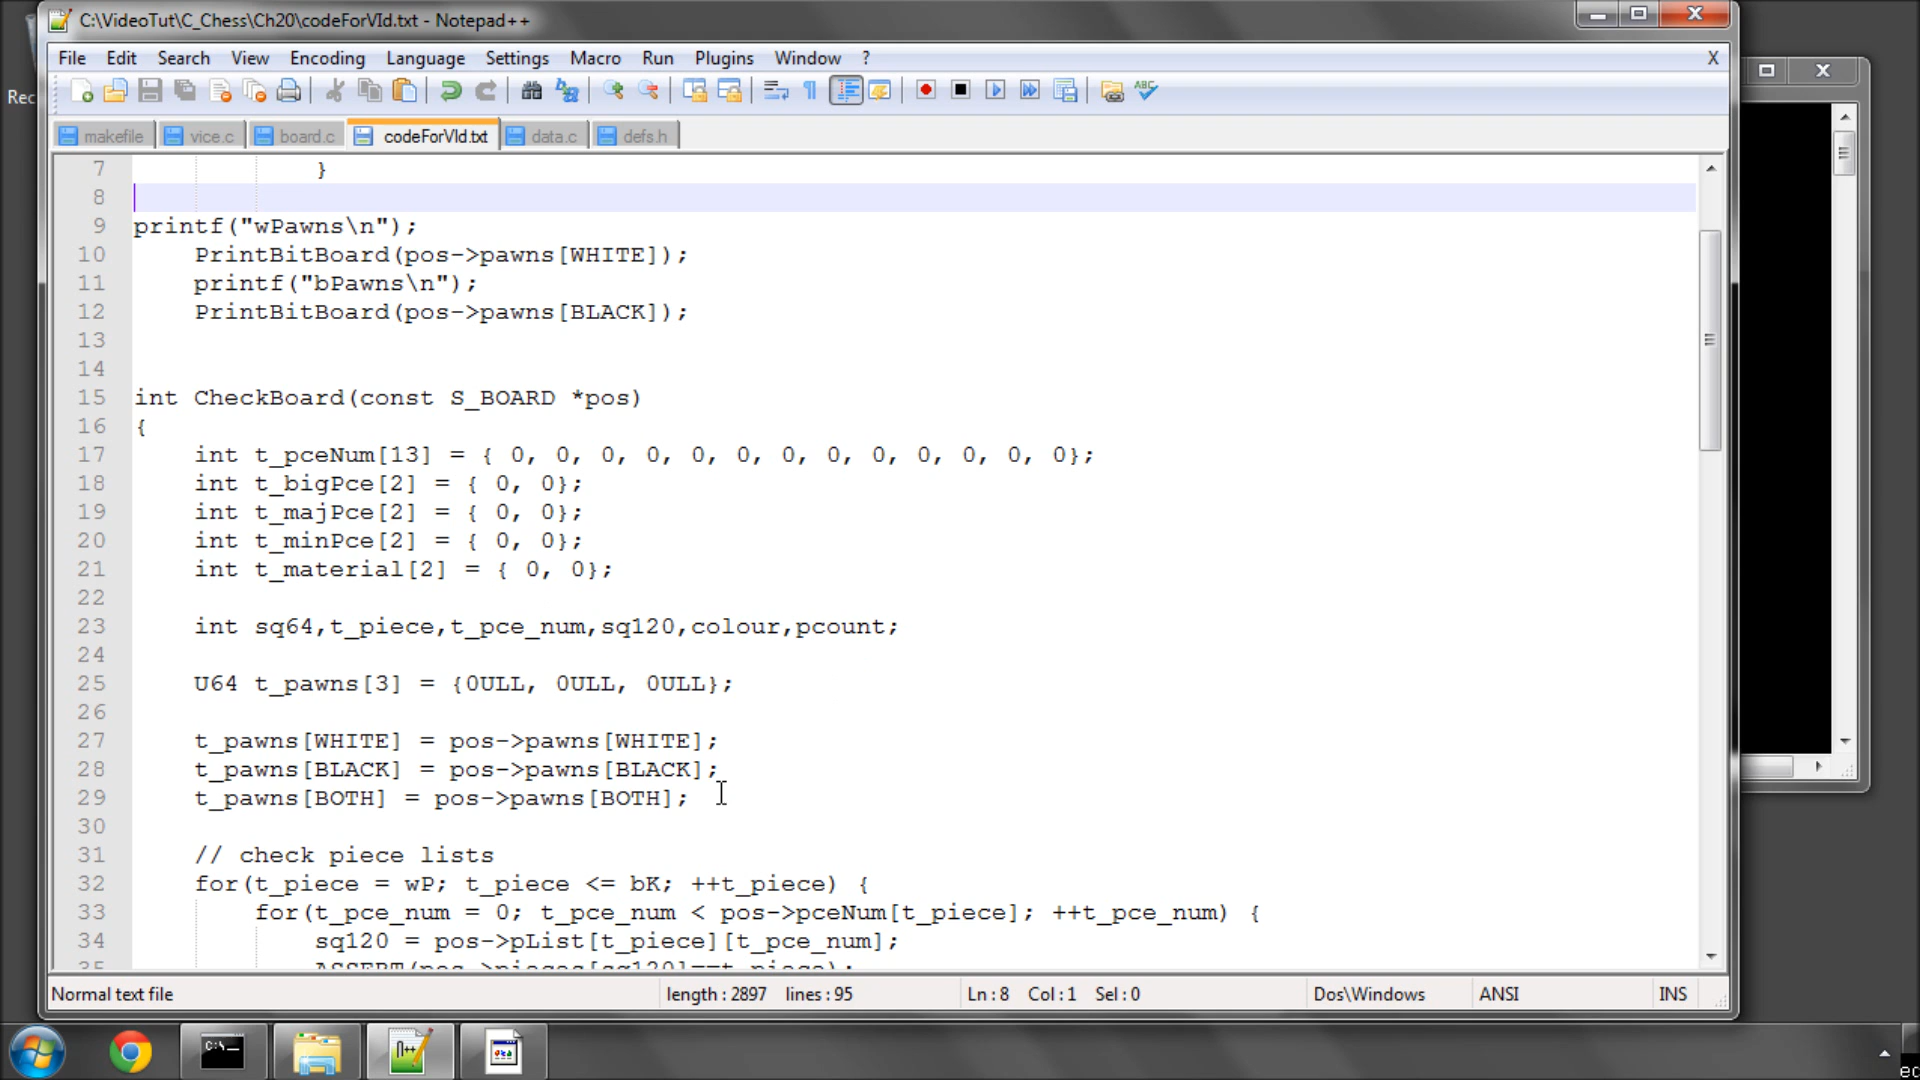 C:\VideoTut\C_Chess\Ch20\codeForVId.txt - Notepad++
File Edit Search View Encoding Language Settings Macro Run Plugins Window ? X
Rec
makefile vice.c board.c codeForVId.txt data.c defs.h
7 }
8
9 printf("wPawns\n");
10 PrintBitBoard(pos->pawns[WHITE]);
11 printf("bPawns\n");
12 PrintBitBoard(pos->pawns[BLACK]);
13
14
15 int CheckBoard(const S_BOARD *pos)
16 {
17 int t_pceNum[13] = { 0, 0, 0, 0, 0, 0, 0, 0, 0, 0, 0, 0, 0};
18 int t_bigPce[2] = { 0, 0};
19 int t_majPce[2] = { 0, 0};
20 int t_minPce[2] = { 0, 0};
21 int t_material[2] = { 0, 0};
22
23 int sq64,t_piece,t_pce_num,sq120,colour,pcount;
24
25 U64 t_pawns[3] = {0ULL, 0ULL, 0ULL};
26
27 t_pawns[WHITE] = pos->pawns[WHITE];
28 t_pawns[BLACK] = pos->pawns[BLACK];
29 t_pawns[BOTH] = pos->pawns[BOTH];
30
31 // check piece lists
32 for(t_piece = wP; t_piece <= bK; ++t_piece) {
33 for(t_pce_num = 0; t_pce_num < pos->pceNum[t_piece]; ++t_pce_num) {
34 sq120 = pos->pList[t_piece][t_pce_num];
35 ASSERT(pos->pieces[sq120]==t_piece);
Normal text file length : 2897 lines : 95 Ln : 8 Col : 1 Sel : 0 Dos\Windows ANSI INS